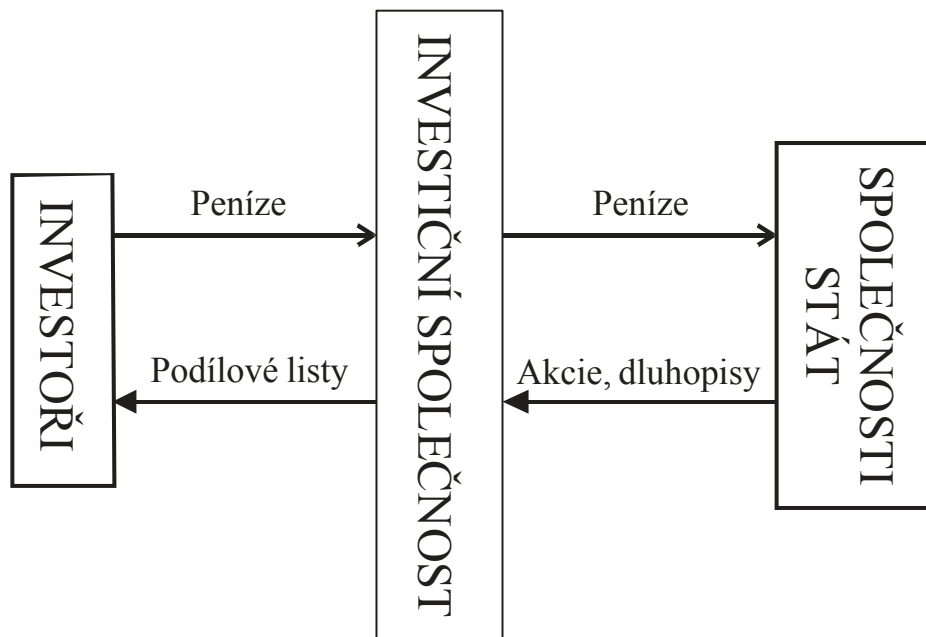 INVESTOŘI
Peníze
Podílové listy
INVESTIČNÍ SPOLEČNOST
Peníze
Akcie, dluhopisy
SPOLEČNOSTI
STÁT